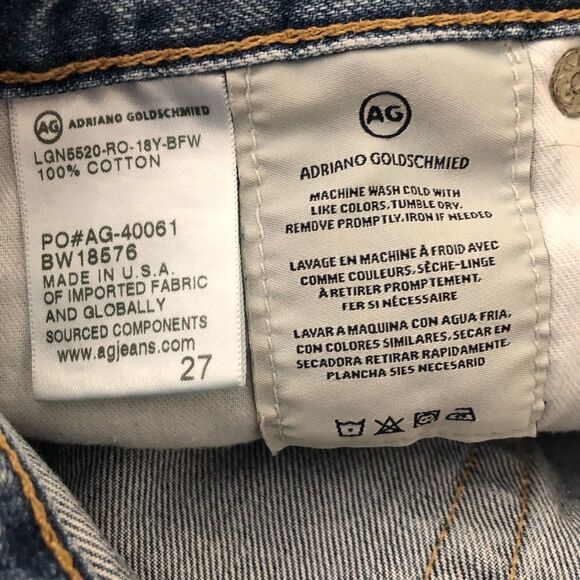 AG ADRIANO GOLDSCHMIED
LGN5520-RO-18Y-BFW
100% COTTON
PO#AG-40061
BW18576
MADE IN U.S.A.
OF IMPORTED FABRIC
AND GLOBALLY
SOURCED COMPONENTS
www.agjeans.com
27
AG
ADRIANO GOLDSCHMIED
MACHINE WASH COLD WITH
LIKE COLORS, TUMBLE DRY.
REMOVE PROMPTLY, IRON IF NEEDED
LAVAGE EN MACHINE À FROID AVEC
COMME COULEURS, SÈCHE-LINGE
À RETIRER PROMPTEMENT,
FER SI NÉCESSAIRE
LAVAR A MAQUINA CON AGUA FRIA,
CON COLORES SIMILARES, SECAR EN
SECADORA RETIRAR RAPIDAMENTE,
PLANCHA SIES NECESARIO